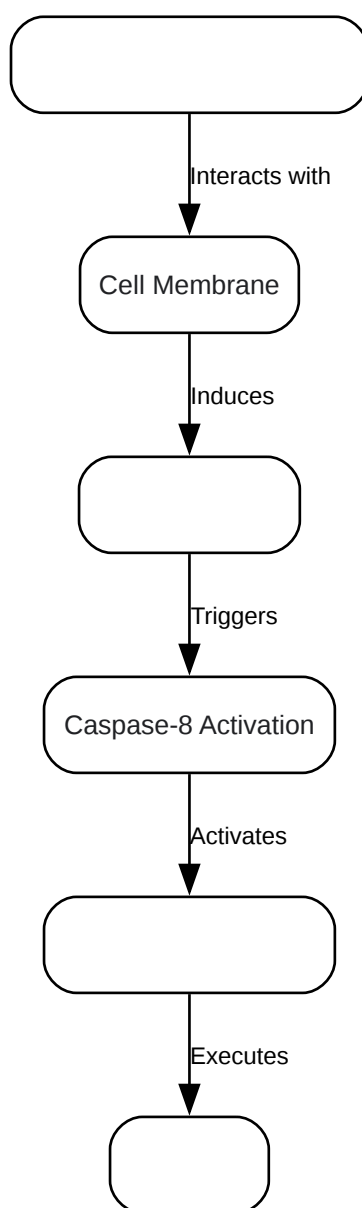 Interacts with
Cell Membrane
Induces
Triggers
Caspase-8 Activation
Activates
Executes